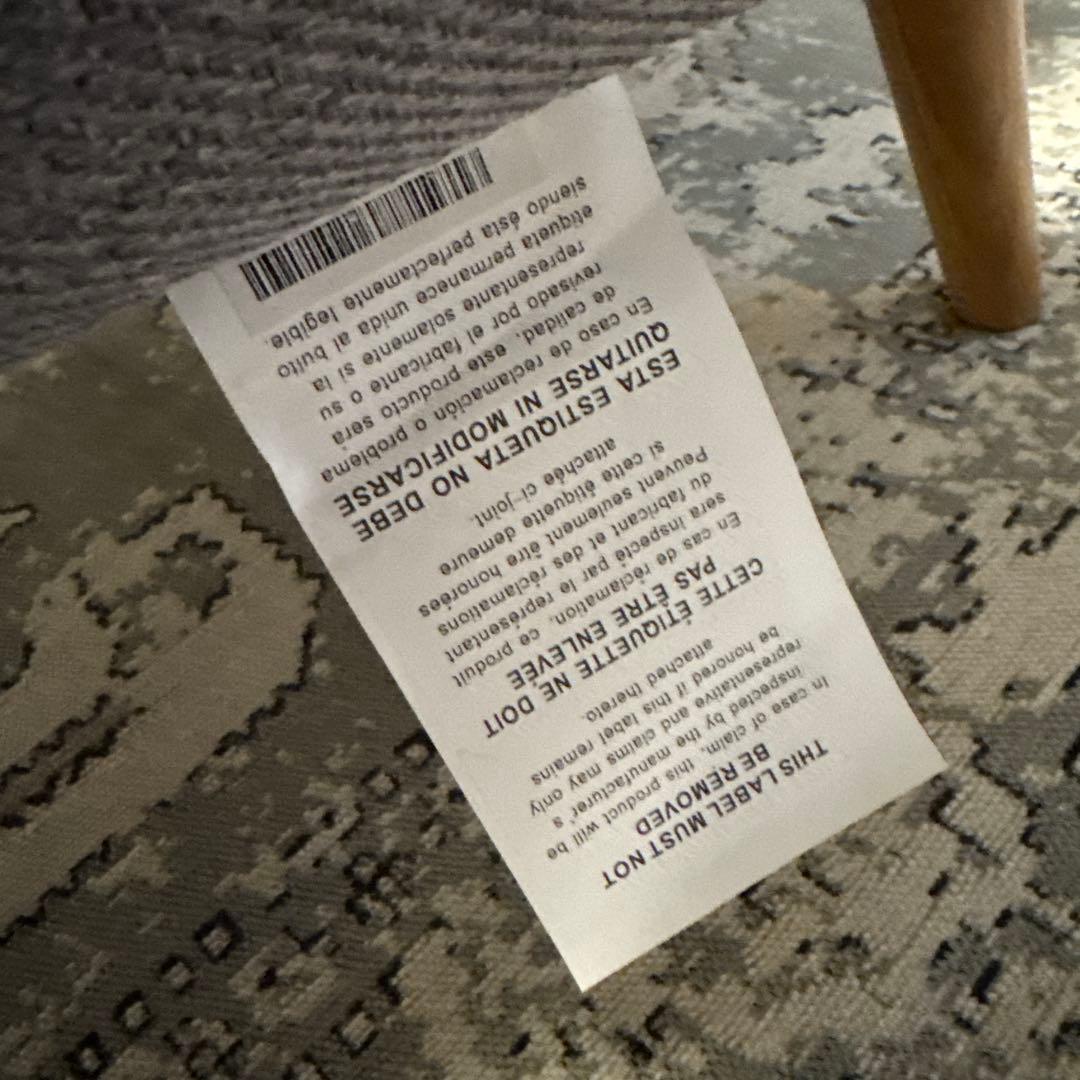 THIS LABEL MUST NOT
BE REMOVED
In case of claim, this product will be
inspected by the manufacturer's
representative and claims may only
be honored if this label remains
attached thereto.
CETTE ÉTIQUETTE NE DOIT
PAS ÊTRE ENLEVÉE
En cas de réclamation, ce produit
sera inspecté par le représentant
du fabricant et des réclamations
Peuvent seulement être honorées
si cette étiquette demeure
attachée ci-joint.
ESTA ESTIQUETA NO DEBE
QUITARSE NI MODIFICARSE
En caso de reclamación o problema
de calidad, este producto será
revisado por el fabricante o su
representante solamente si la
etiqueta permanece unida al bulto
siendo ésta perfectamente legible.